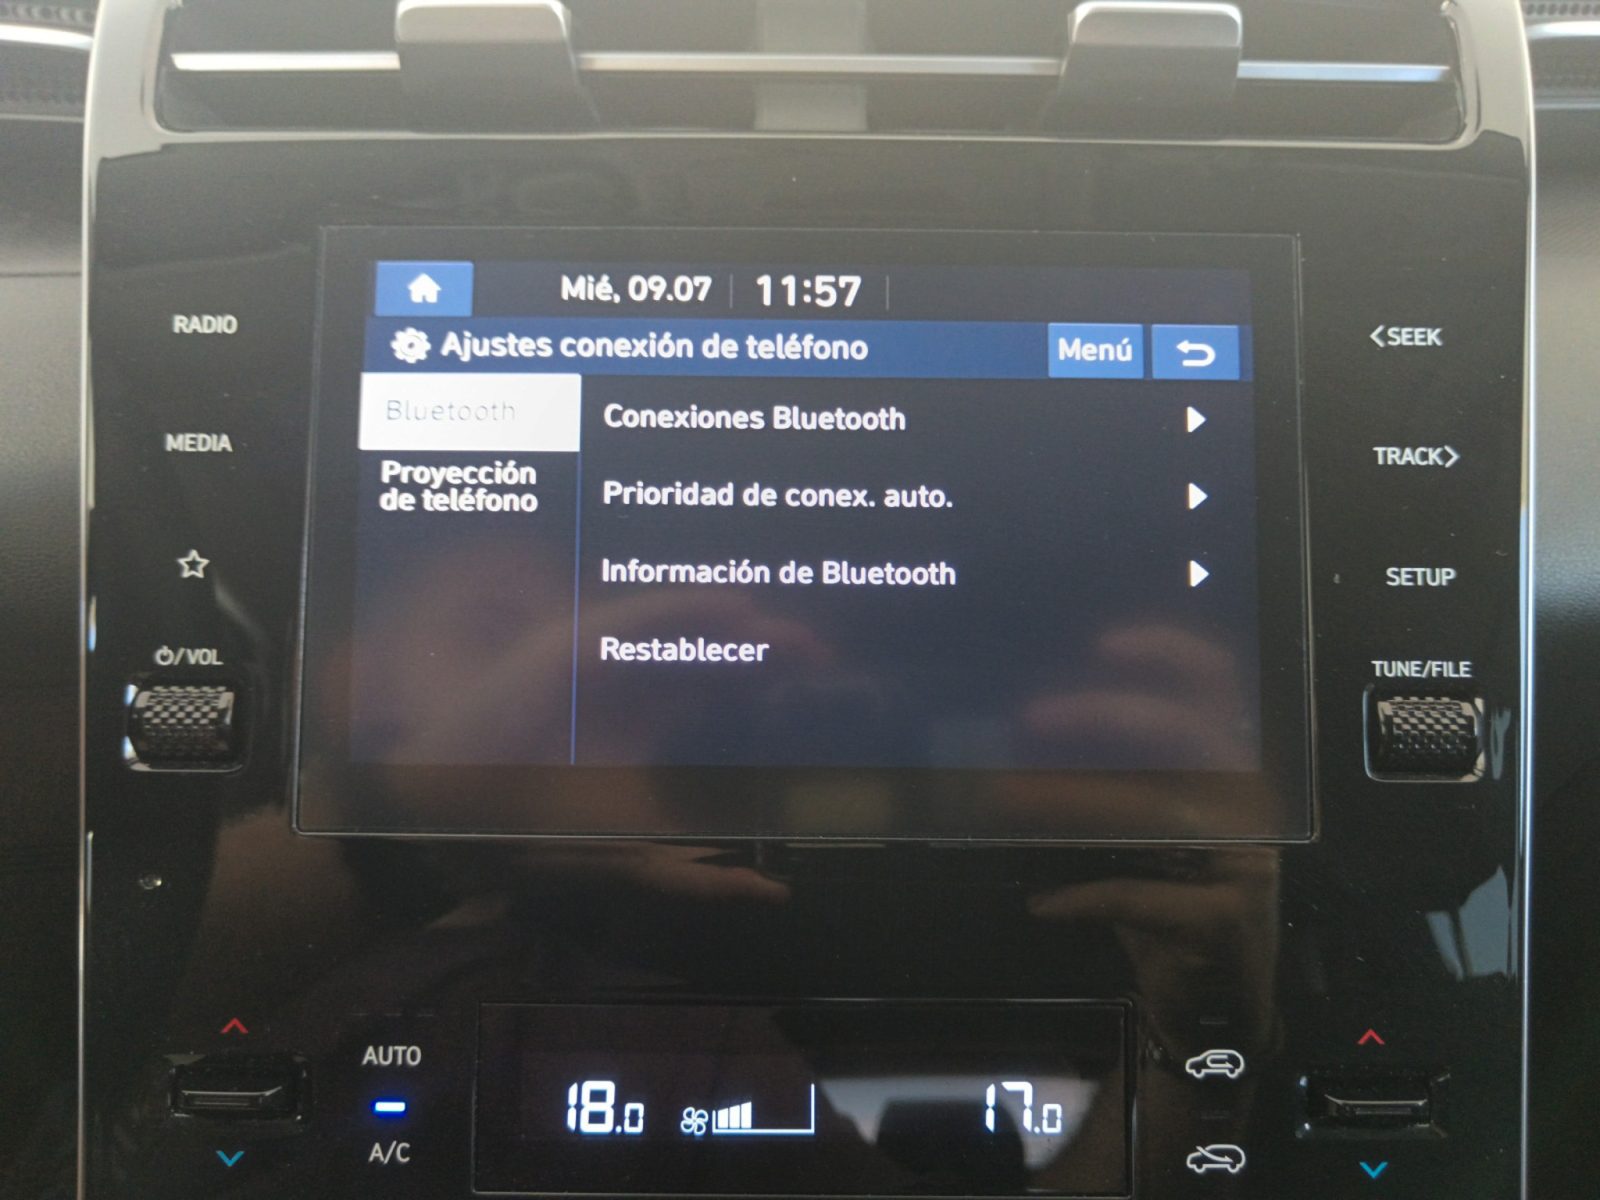 Mié, 09.07 11:57
Ajustes conexión de teléfono Menú
Bluetooth
Proyección
de teléfono
Conexiones Bluetooth
Prioridad de conex. auto.
Información de Bluetooth
Restablecer
RADIO
MEDIA
/VOL
<SEEK
TRACK>
SETUP
TUNE/FILE
AUTO
A/C
18.0
17.0